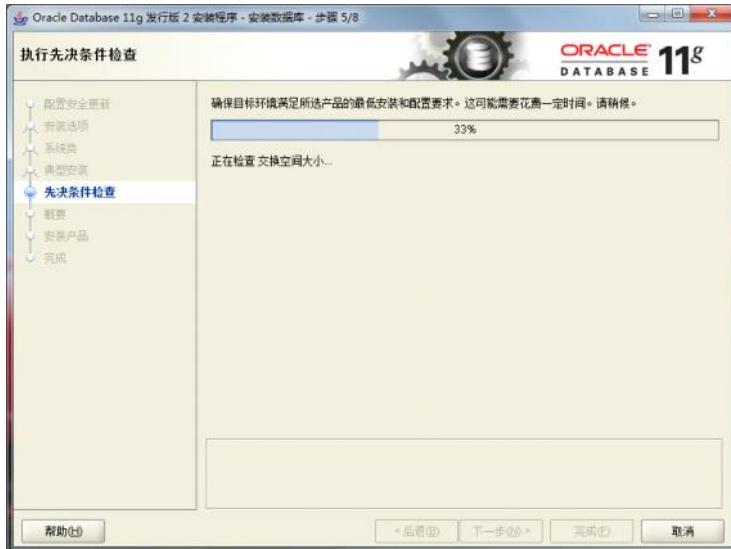 Oracle Database 11g 发行版 2 安装程序 - 安装数据库 - 步骤 5/8
执行先决条件检查
ORACLE 11g
DATABASE
配置安全更新
安装选项
系统类
典型安装
先决条件检查
概要
安装产品
完成
确保目标环境满足所选产品的最低安装和配置要求。这可能需要花费一定时间。请稍候。
33%
正在检查 交换空间大小...
帮助(H)
< 后退(B)
下一步(N) >
完成(F)
取消